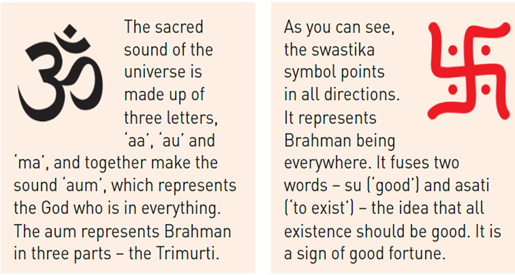 The sacred
sound of the
universe is
made up of
three letters,
‘aa’, ‘au’ and
‘ma’, and together make the
sound ‘aum’, which represents
the God who is in everything.
The aum represents Brahman
in three parts – the Trimurti.
As you can see,
the swastika
symbol points
in all directions.
It represents
Brahman being
everywhere. It fuses two
words – su (‘good’) and asati
(‘to exist’) – the idea that all
existence should be good. It is
a sign of good fortune.